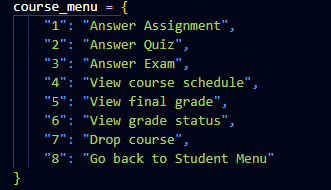 course_menu = {
    "1": "Answer Assignment",
    "2": "Answer Quiz",
    "3": "Answer Exam",
    "4": "View course schedule",
    "5": "View final grade",
    "6": "View grade status",
    "7": "Drop course",
    "8": "Go back to Student Menu"
}